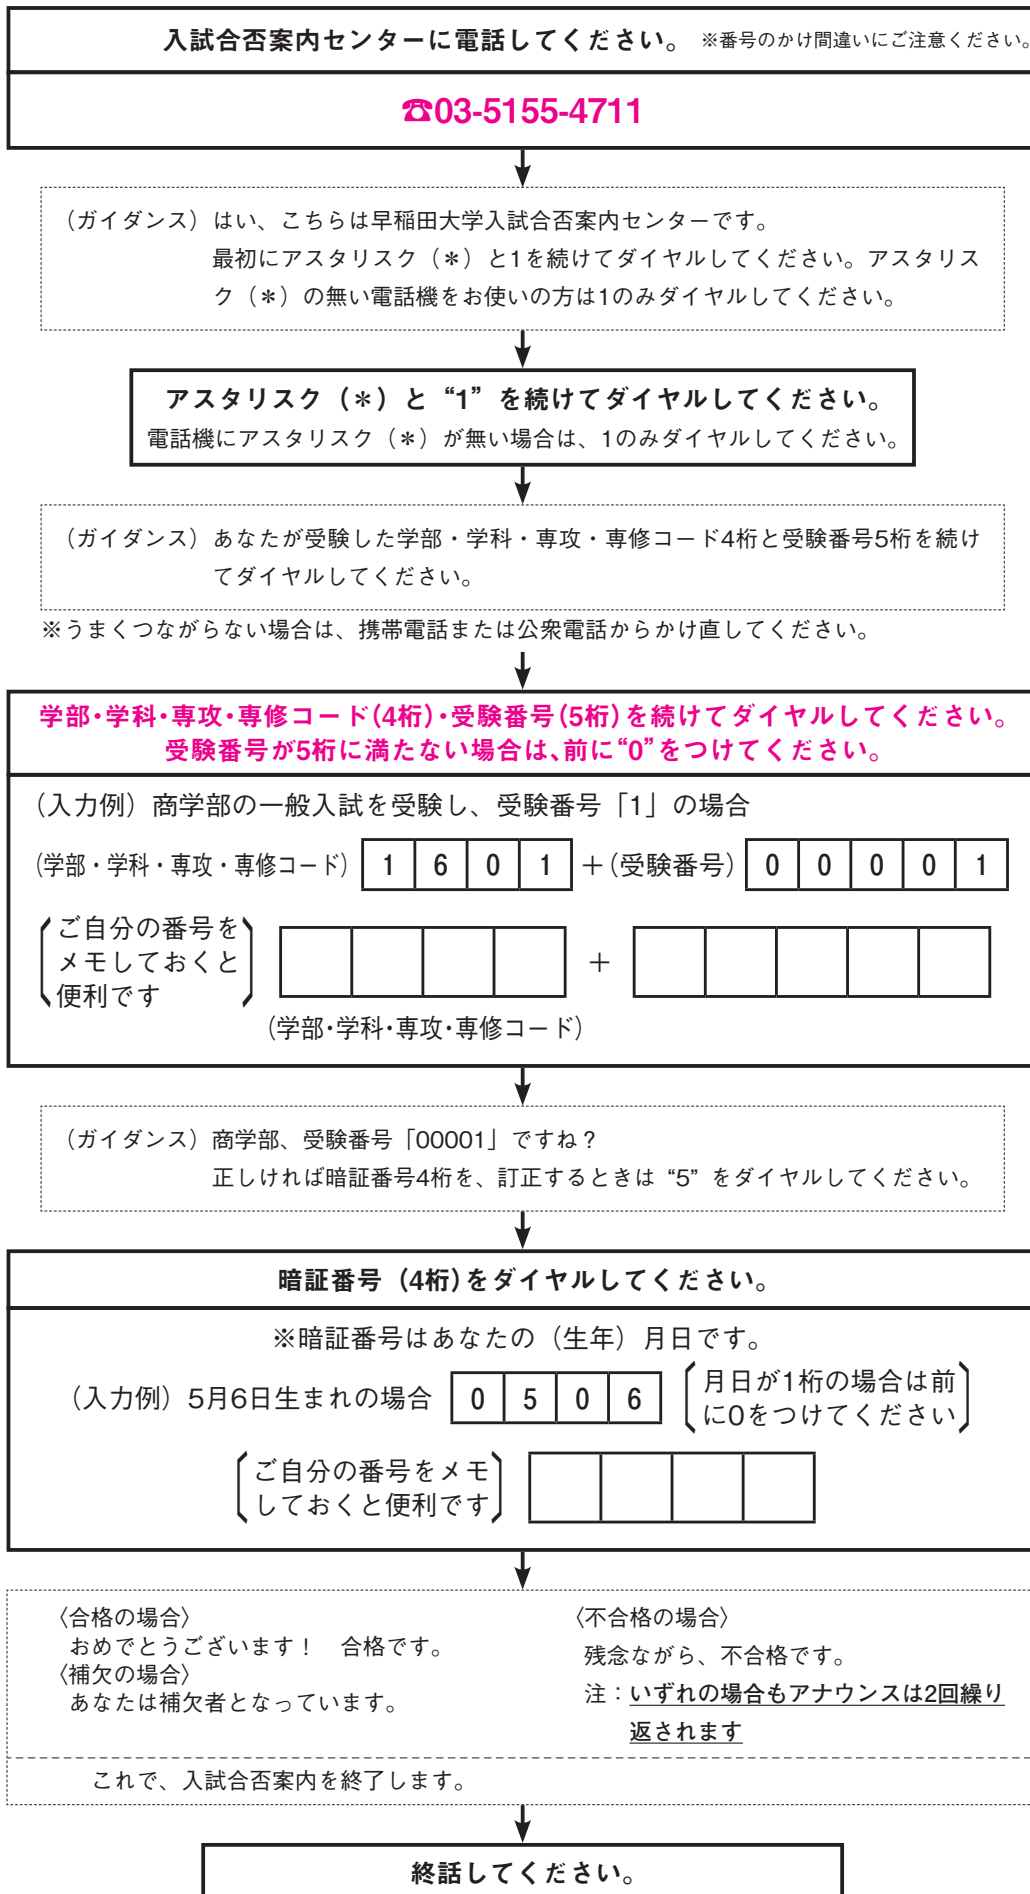 入試合否案内センターに電話してください。 ※番号のかけ間違いにご注意ください。
☎03-5155-4711
（ガイダンス）はい、こちらは早稲田大学入試合否案内センターです。
最初にアスタリスク（＊）と1を続けてダイヤルしてください。アスタリス
ク（＊）の無い電話機をお使いの方は1のみダイヤルしてください。
アスタリスク（＊）と“1”を続けてダイヤルしてください。
電話機にアスタリスク（＊）が無い場合は、1のみダイヤルしてください。
（ガイダンス）あなたが受験した学部・学科・専攻・専修コード4桁と受験番号5桁を続け
てダイヤルしてください。
※うまくつながらない場合は、携帯電話または公衆電話からかけ直してください。
学部・学科・専攻・専修コード(4桁)・受験番号(5桁)を続けてダイヤルしてください。
受験番号が5桁に満たない場合は、前に“0”をつけてください。
（入力例）商学部の一般入試を受験し、受験番号「1」の場合
(学部・学科・専攻・専修コード) 1 6 0 1 ＋(受験番号) 0 0 0 0 1
ご自分の番号を
メモしておくと
便利です
＋
(学部・学科・専攻・専修コード)
（ガイダンス）商学部、受験番号「00001」ですね？
正しければ暗証番号4桁を、訂正するときは“5”をダイヤルしてください。
暗証番号（4桁）をダイヤルしてください。
※暗証番号はあなたの（生年）月日です。
（入力例）5月6日生まれの場合 0 5 0 6
月日が1桁の場合は前
に0をつけてください
ご自分の番号をメモ
しておくと便利です
〈合格の場合〉
おめでとうございます！　合格です。
〈補欠の場合〉
あなたは補欠者となっています。
〈不合格の場合〉
残念ながら、不合格です。
注：いずれの場合もアナウンスは2回繰り
返されます
これで、入試合否案内を終了します。
終話してください。